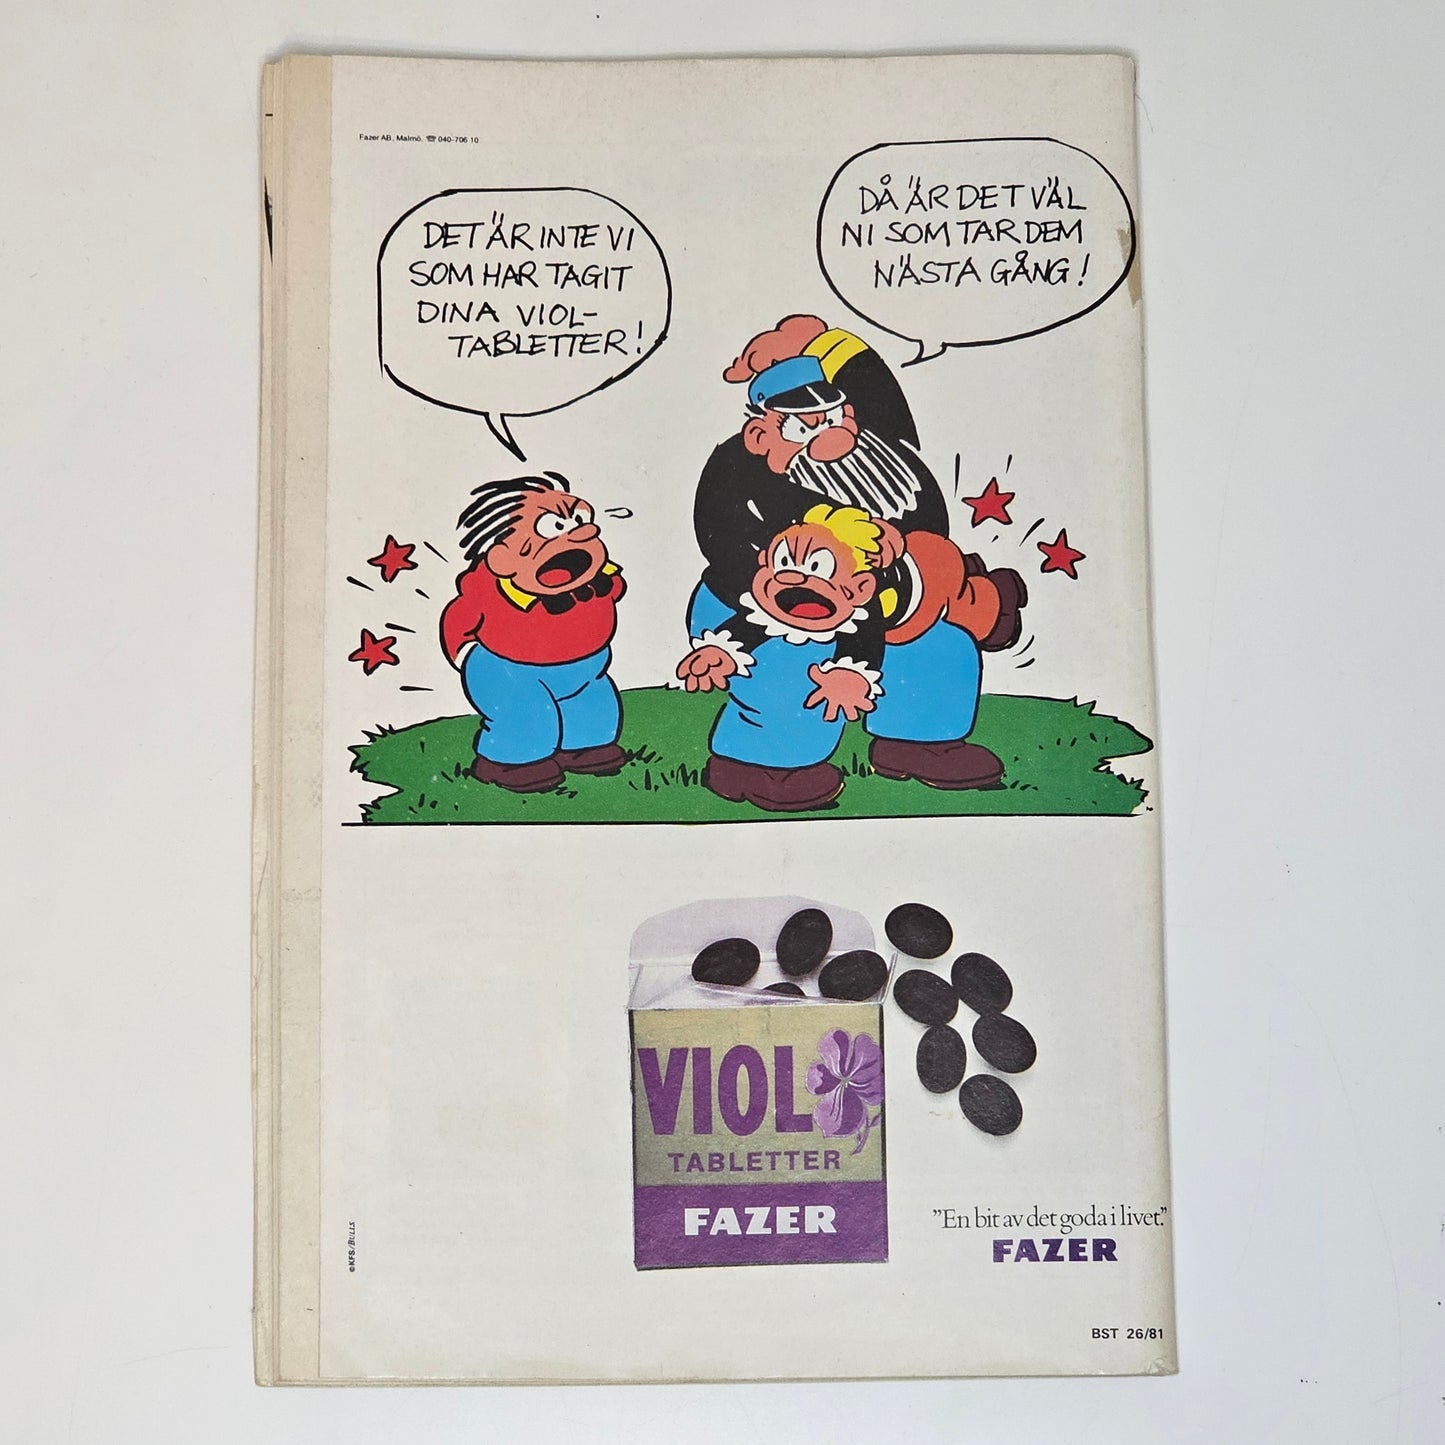 Fazer AB, Malmö. ☎ 040-706 10
DET ÄR INTE VI
SOM HAR TAGIT
DINA VIOL-
TABLETTER!
DÅ ÄR DET VÄL
NI SOM TAR DEM
NÄSTA GÅNG!
VIOL
TABLETTER
FAZER
"En bit av det goda i livet."
FAZER
©KFS/BULLS
BST 26/81